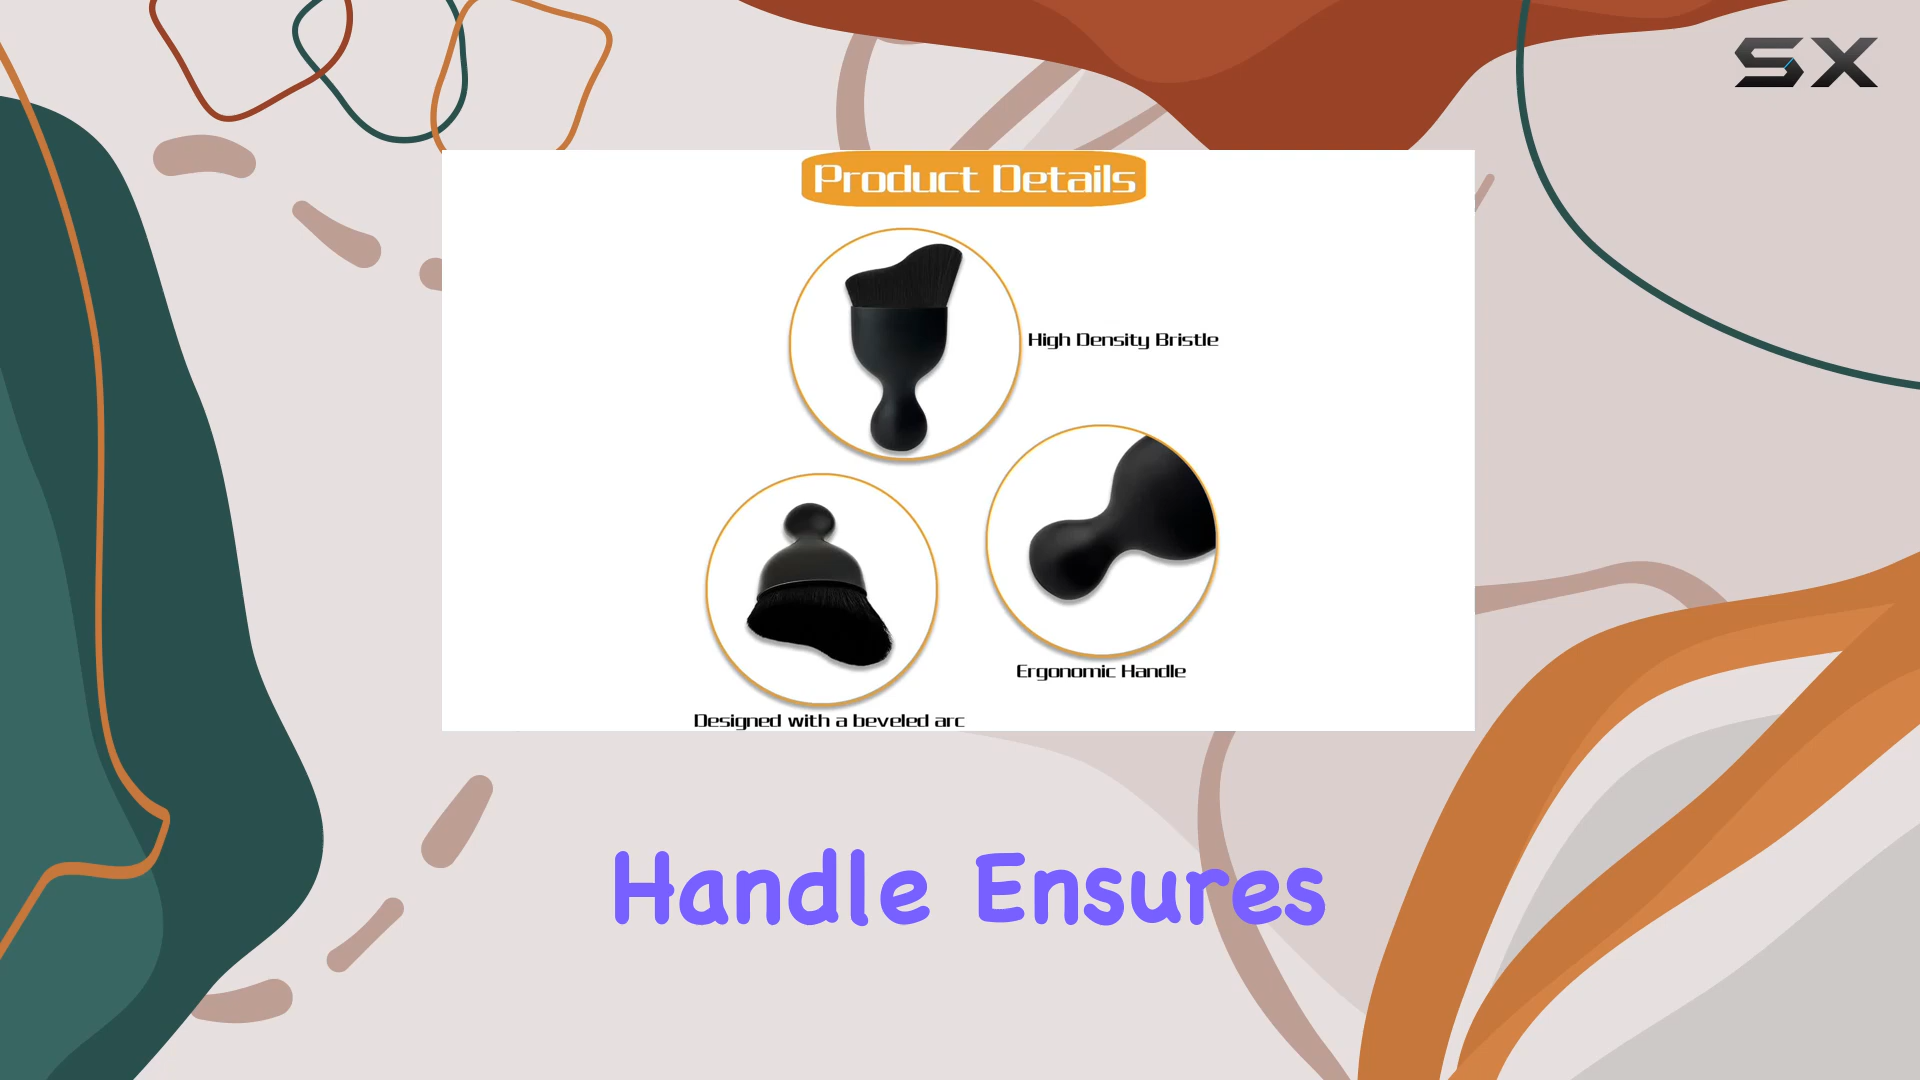 SX
Product Details
High Density Bristle
Ergonomic Handle
Designed with a beveled arc
Handle Ensures